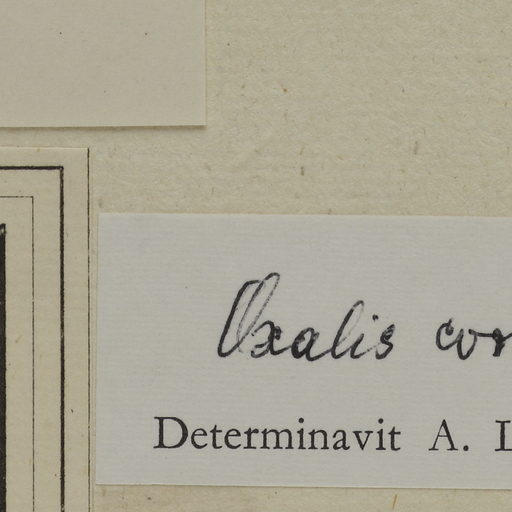 Oxalis cor
Determinavit A. L